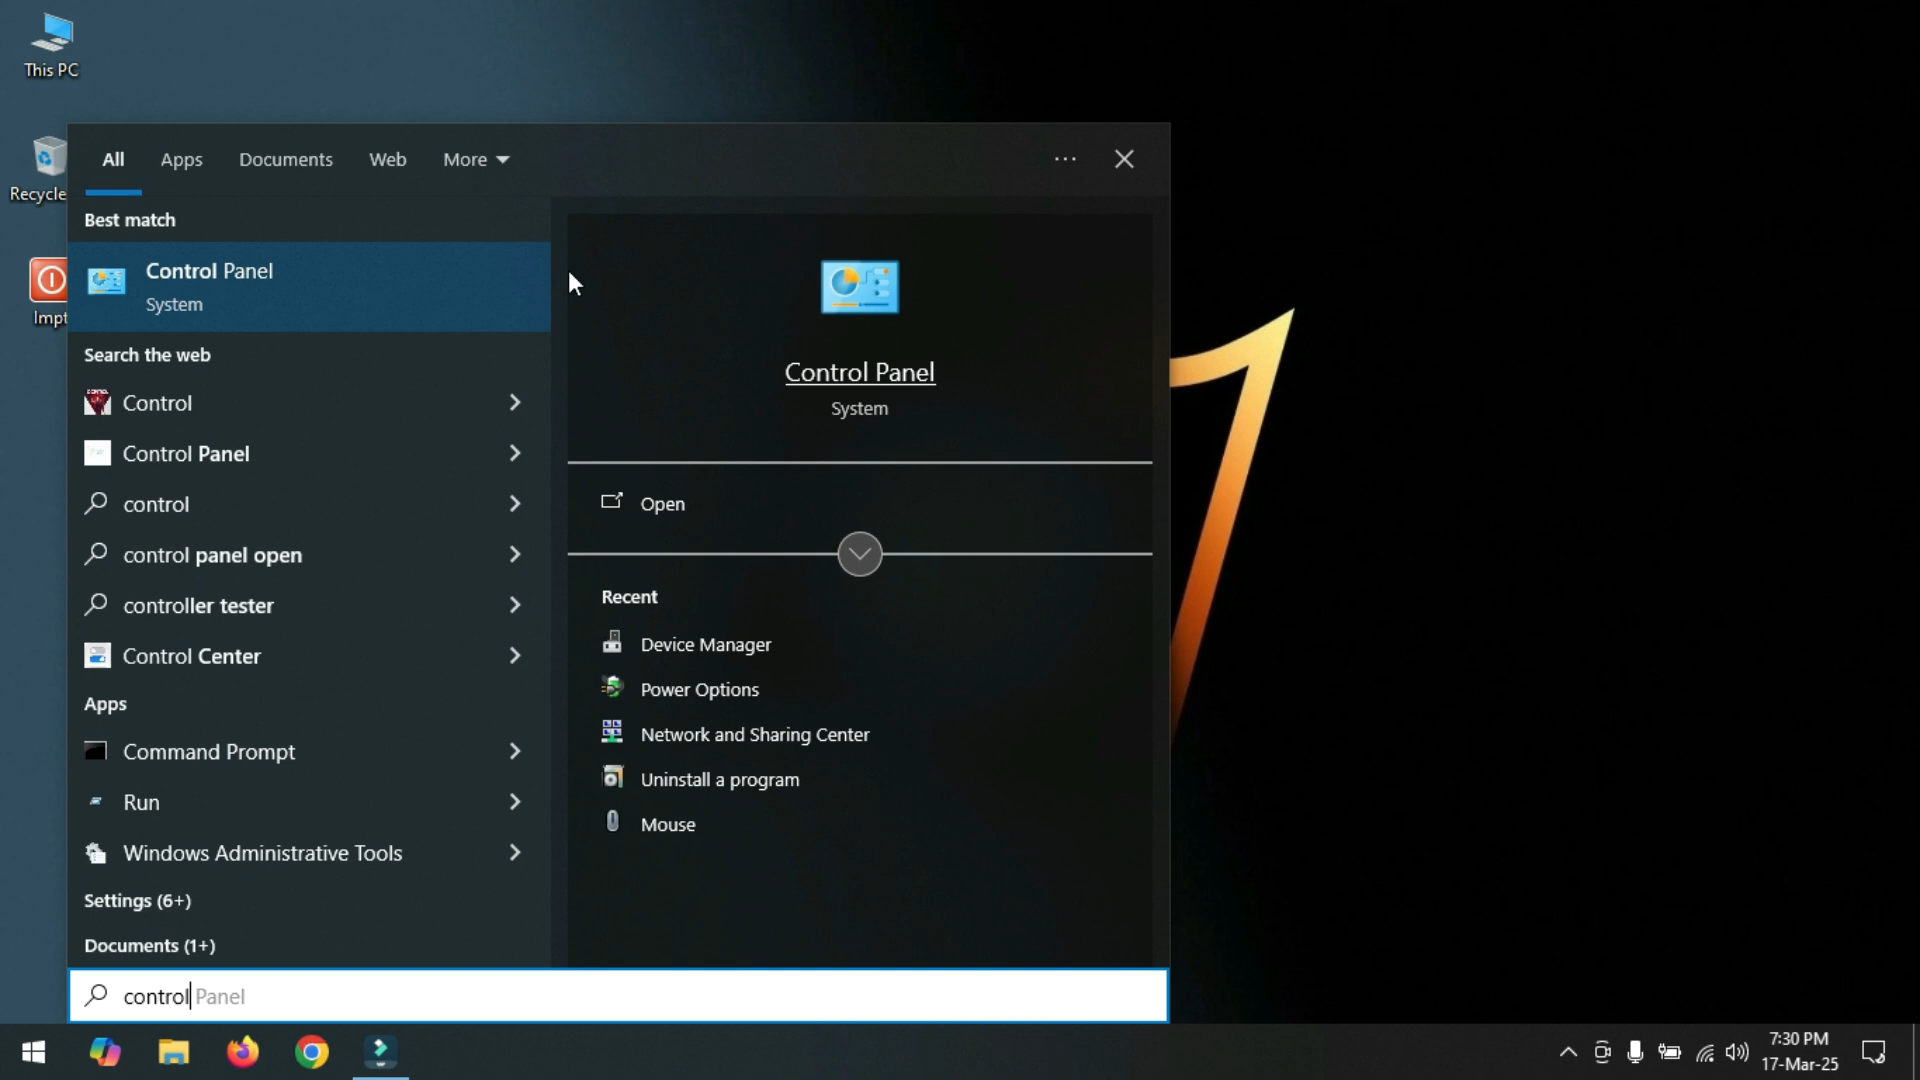 This PC
Recycle
Impt
All Apps Documents Web More
Best match
Control Panel
System
Search the web
Control
Control Panel
control
control panel open
controller tester
Control Center
Apps
Command Prompt
Run
Windows Administrative Tools
Settings (6+)
Documents (1+)
control Panel
Control Panel
System
Open
Recent
Device Manager
Power Options
Network and Sharing Center
Uninstall a program
Mouse
7:30 PM
17-Mar-25